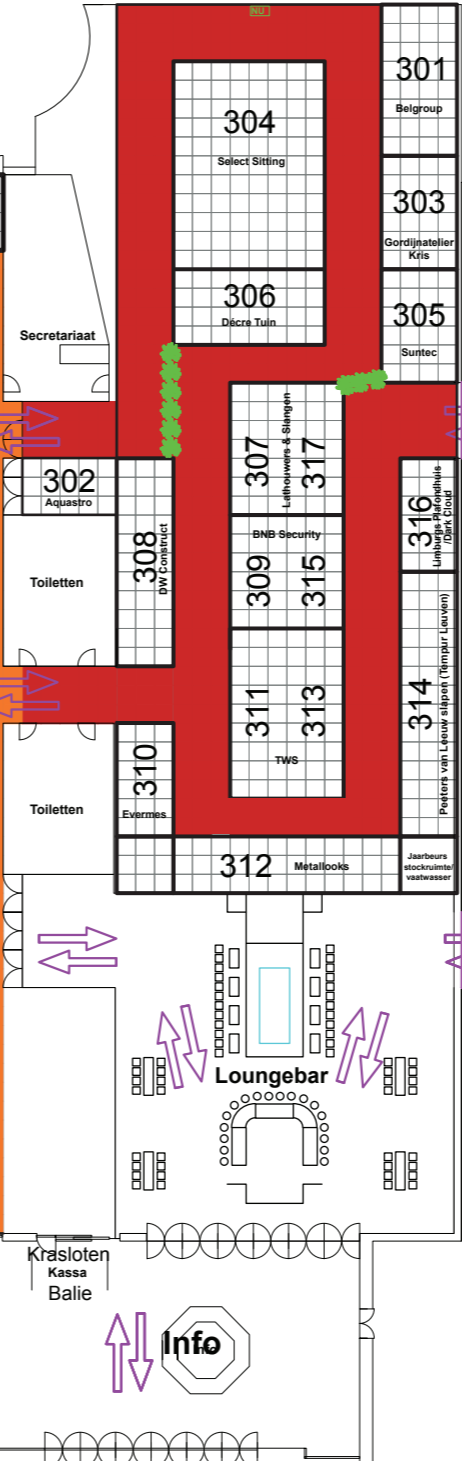 NU
301
Belgroup
304
Select Sitting
303
Gordijnatelier
Kris
306
Décre Tuin
305
Suntec
Secretariaat
307
Lathouwers & Slangen
317
302
Aquastro
308
DW Construct
316
Limburgs Plafondhuis
/Dark Cloud
BNB Security
309
315
Toiletten
314
Peeters van Leeuw slapen (Tempur Leuven)
311
313
TWS
310
Evermes
Toiletten
312
Metallooks
Jaarbeurs
stockruimte/
vaatwasser
Loungebar
Krasloten
Kassa
Balie
Info
Info